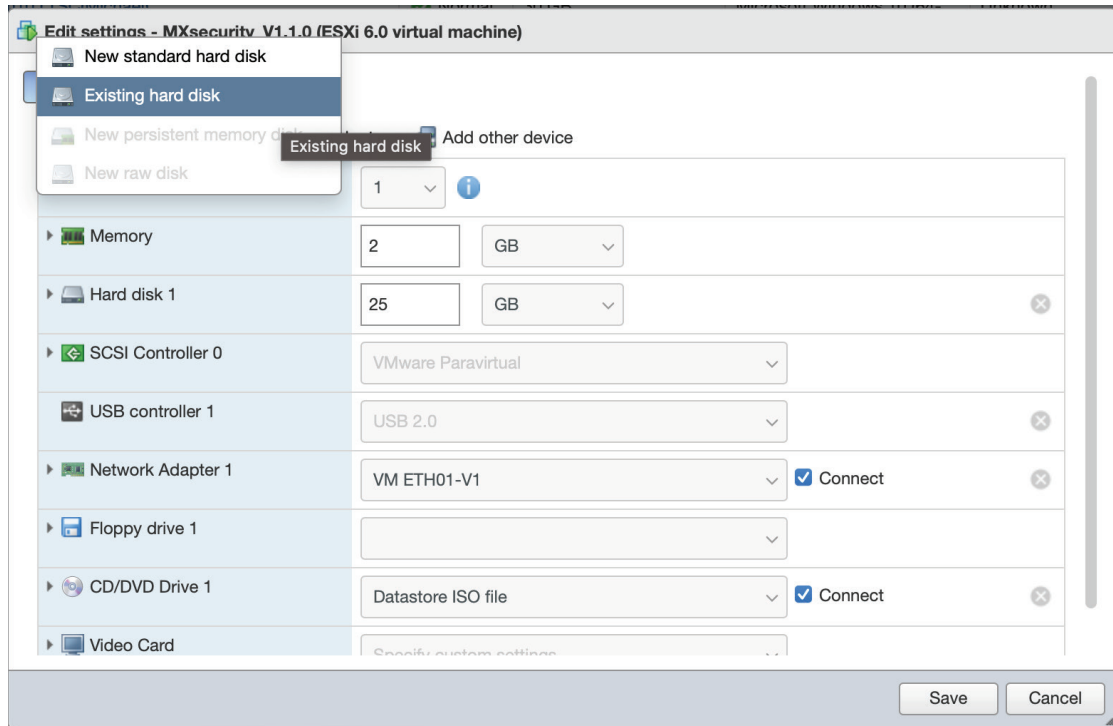 Edit settings - MXsecurity_V1.1.0 (ESXi 6.0 virtual machine)
New standard hard disk
Existing hard disk
New persistent memory
Existing hard disk
Add other device
New raw disk
1
Memory
2
GB
Hard disk 1
25
GB
SCSI Controller 0
VMware Paravirtual
USB controller 1
USB 2.0
Network Adapter 1
VM ETH01-V1
Connect
Floppy drive 1
CD/DVD Drive 1
Datastore ISO file
Connect
Video Card
Specify custom settings
Save
Cancel